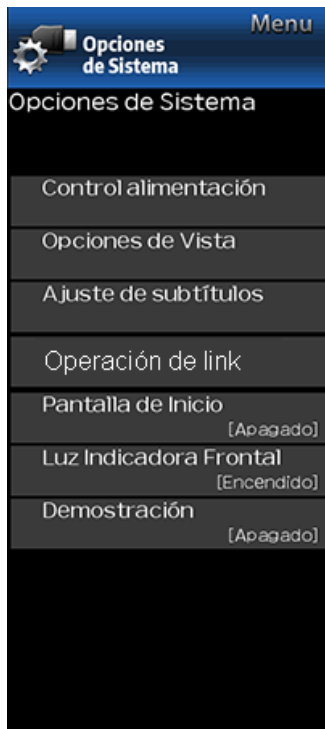 Menu
Opciones
de Sistema
Opciones de Sistema
Control alimentación
Opciones de Vista
Ajuste de subtítulos
Operación de link
Pantalla de Inicio
[Apagado]
Luz Indicadora Frontal
[Encendido]
Demostración
[Apagado]